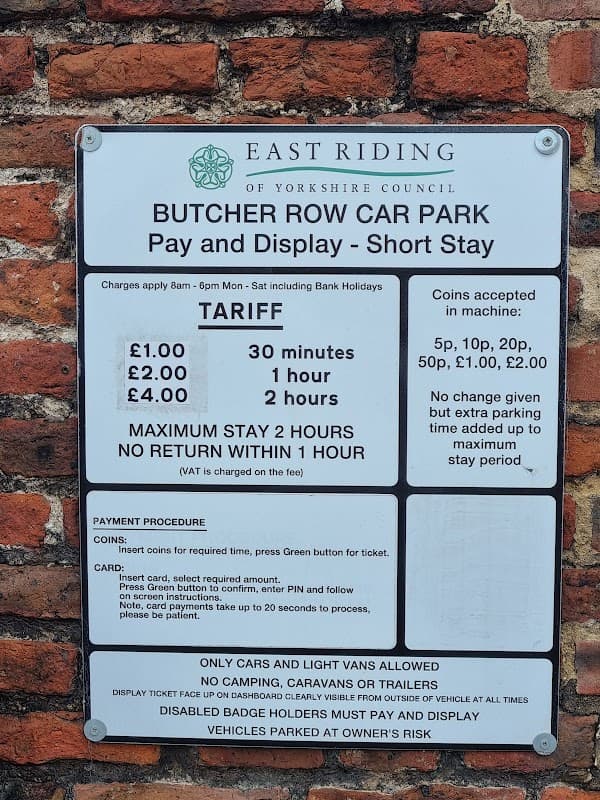 EAST RIDING
OF YORKSHIRE COUNCIL
BUTCHER ROW CAR PARK
Pay and Display - Short Stay
Charges apply 8am - 6pm Mon - Sat including Bank Holidays
TARIFF
£1.00 30 minutes
£2.00 1 hour
£4.00 2 hours
MAXIMUM STAY 2 HOURS
NO RETURN WITHIN 1 HOUR
(VAT is charged on the fee)
Coins accepted
in machine:
5p, 10p, 20p,
50p, £1.00, £2.00
No change given
but extra parking
time added up to
maximum
stay period
PAYMENT PROCEDURE
COINS:
Insert coins for required time, press Green button for ticket.
CARD:
Insert card, select required amount.
Press Green button to confirm, enter PIN and follow
on screen instructions.
Note, card payments take up to 20 seconds to process,
please be patient.
ONLY CARS AND LIGHT VANS ALLOWED
NO CAMPING, CARAVANS OR TRAILERS
DISPLAY TICKET FACE UP ON DASHBOARD CLEARLY VISIBLE FROM OUTSIDE OF VEHICLE AT ALL TIMES
DISABLED BADGE HOLDERS MUST PAY AND DISPLAY
VEHICLES PARKED AT OWNER'S RISK